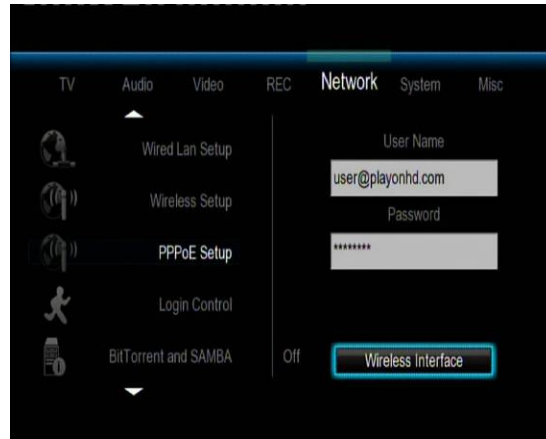 TV Audio Video REC Network System Misc
Wired Lan Setup
Wireless Setup
PPPoE Setup
Login Control
BitTorrent and SAMBA
User Name
user@playonhd.com
Password
********
Off
Wireless Interface